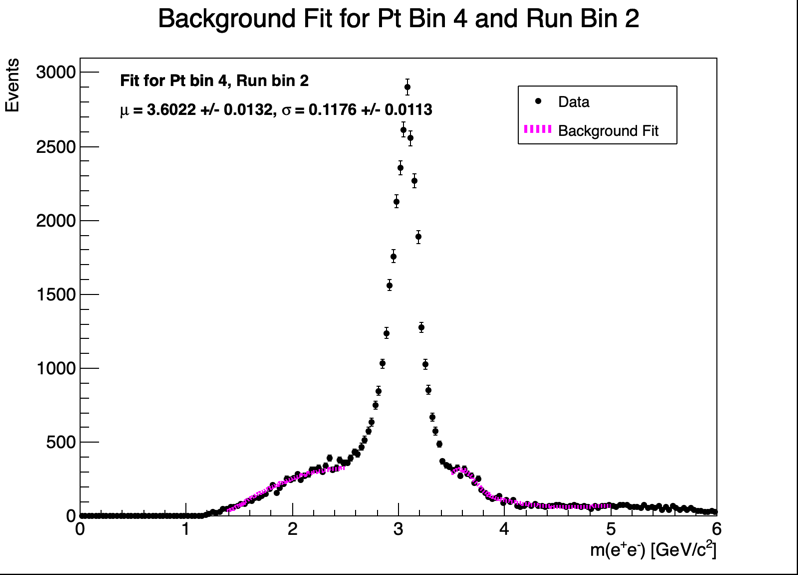 Background Fit for Pt Bin 4 and Run Bin 2
Events
3000
2500
2000
1500
1000
500
0
Fit for Pt bin 4, Run bin 2
μ = 3.6022 +/- 0.0132, σ = 0.1176 +/- 0.0113
Data
Background Fit
0 1 2 3 4 5 6
m(e⁺e⁻) [GeV/c²]